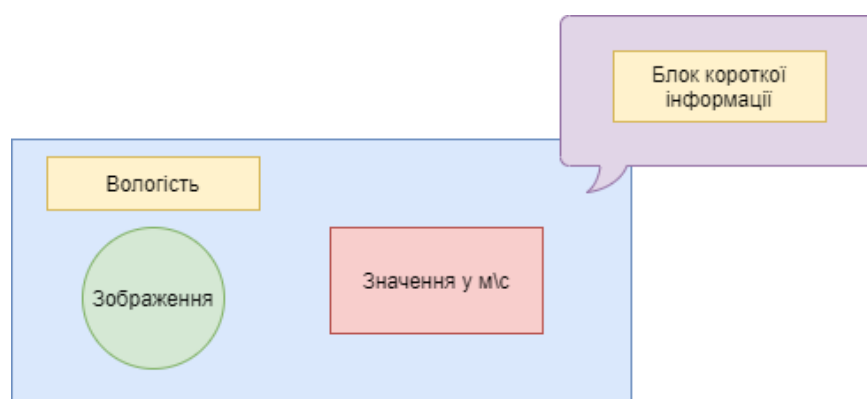 Блок короткої
інформації
Вологість
Зображення
Значення у м\с